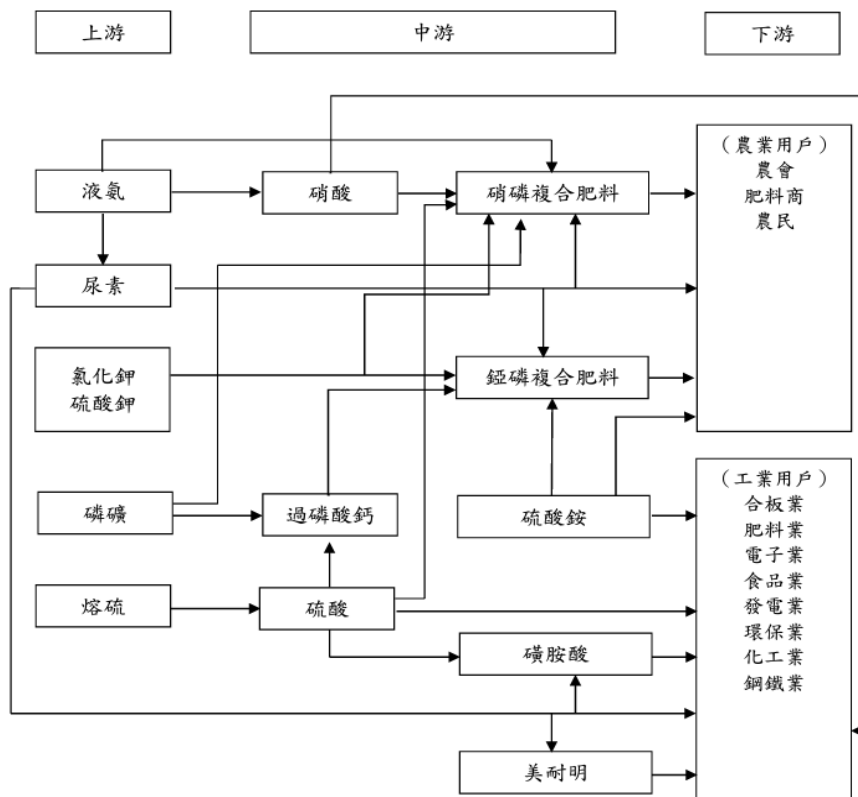 上游
中游
下游
(農業用戶)
農會
肥料商
農民
液氨
硝酸
硝磷複合肥料
尿素
氯化鉀
硫酸鉀
錏磷複合肥料
磷礦
過磷酸鈣
硫酸銨
(工業用戶)
合板業
肥料業
電子業
食品業
發電業
環保業
化工業
鋼鐵業
熔硫
硫酸
磺胺酸
美耐明